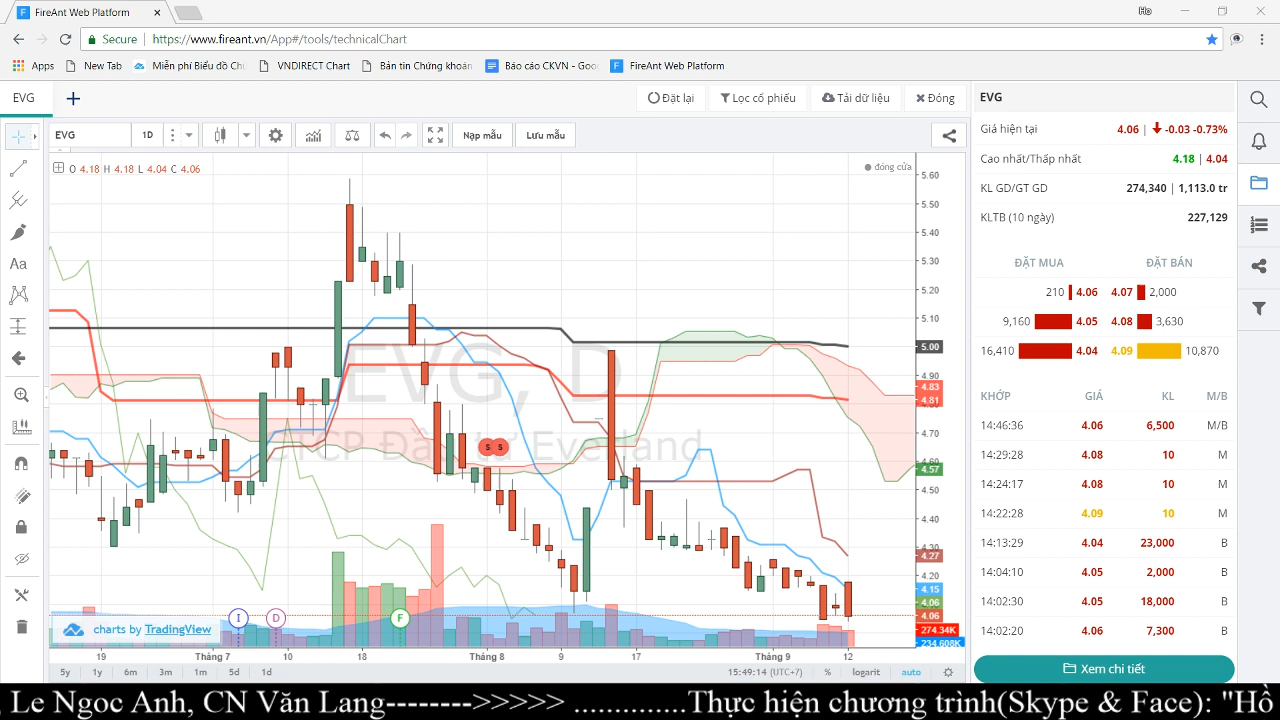 FireAnt Web Platform
Secure https://www.fireant.vn/App#/tools/technicalChart
Apps New Tab Miễn phí Biểu đồ Chứ VNDIRECT Chart Bản tin Chứng khoán Báo cáo CKVN - Goo FireAnt Web Platform
EVG Đặt lại Lọc cổ phiếu Tải dữ liệu Đóng
EVG 1D Nạp mẫu Lưu mẫu
O 4.18 H 4.18 L 4.04 C 4.06
đóng cửa
EVG, D
CTCP Đầu tư Everland
Aa
S S
I D F
charts by TradingView
5.60
5.50
5.40
5.30
5.20
5.10
5.00
4.90
4.83
4.81
4.80
4.70
4.60
4.57
4.50
4.40
4.30
4.27
4.20
4.15
4.06
4.06
274.34K
234.608K
19 Tháng 7 10 18 Tháng 8 9 17 Tháng 9 12
5y 1y 6m 3m 1m 5d 1d 15:49:14 (UTC+7) % logarit auto
EVG
Giá hiện tại 4.06 | -0.03 -0.73%
Cao nhất/Thấp nhất 4.18 | 4.04
KL GD/GT GD 274,340 | 1,113.0 tr
KLTB (10 ngày) 227,129
ĐẶT MUA ĐẶT BÁN
210 4.06 4.07 2,000
9,160 4.05 4.08 3,630
16,410 4.04 4.09 10,870
KHỚP GIÁ KL M/B
14:46:36 4.06 6,500 M/B
14:29:28 4.08 10 M
14:24:17 4.08 10 M
14:22:28 4.09 10 M
14:13:29 4.04 23,000 B
14:04:10 4.05 2,000 B
14:02:30 4.05 18,000 B
14:02:20 4.06 7,300 B
Xem chi tiết
Le Ngoc Anh, CN Văn Lang-------->>>>> ..............Thực hiện chương trình(Skype & Face): "Hồ